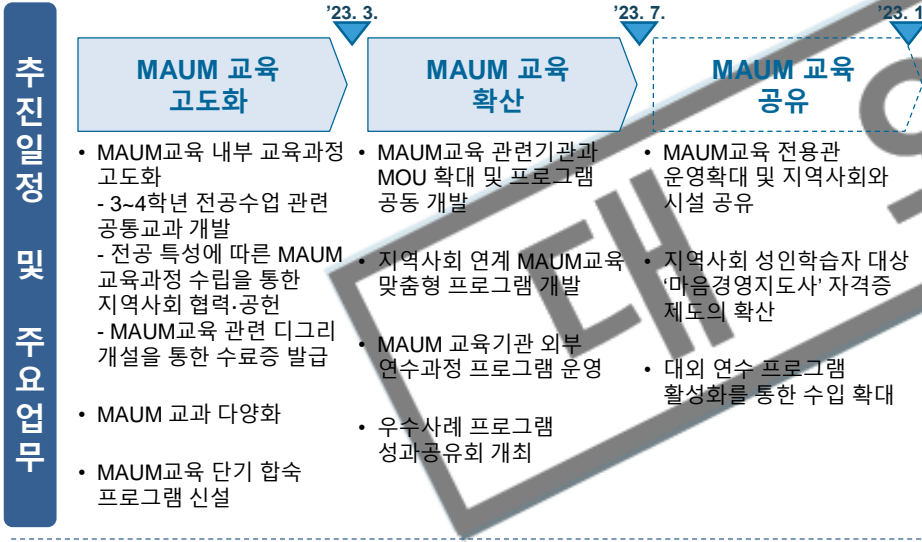 추진일정 및 주요업무
'23. 3.
'23. 7.
'23. 1
MAUM 교육
고도화
MAUM 교육
확산
MAUM 교육
공유
• MAUM교육 내부 교육과정
고도화
- 3~4학년 전공수업 관련
공통교과 개발
- 전공 특성에 따른 MAUM
교육과정 수립을 통한
지역사회 협력·공헌
- MAUM교육 관련 디그리
개설을 통한 수료증 발급
• MAUM 교과 다양화
• MAUM교육 단기 합숙
프로그램 신설
• MAUM교육 관련기관과
MOU 확대 및 프로그램
공동 개발
• 지역사회 연계 MAUM교육
맞춤형 프로그램 개발
• MAUM 교육기관 외부
연수과정 프로그램 운영
• 우수사례 프로그램
성과공유회 개최
• MAUM교육 전용관
운영확대 및 지역사회와
시설 공유
• 지역사회 성인학습자 대상
'마음경영지도사' 자격증
제도의 확산
• 대외 연수 프로그램
활성화를 통한 수입 확대
대